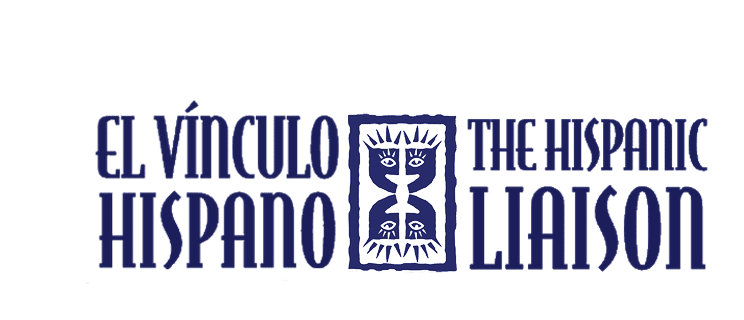 EL VÍNCULO
HISPANO
THE HISPANIC
LIAISON